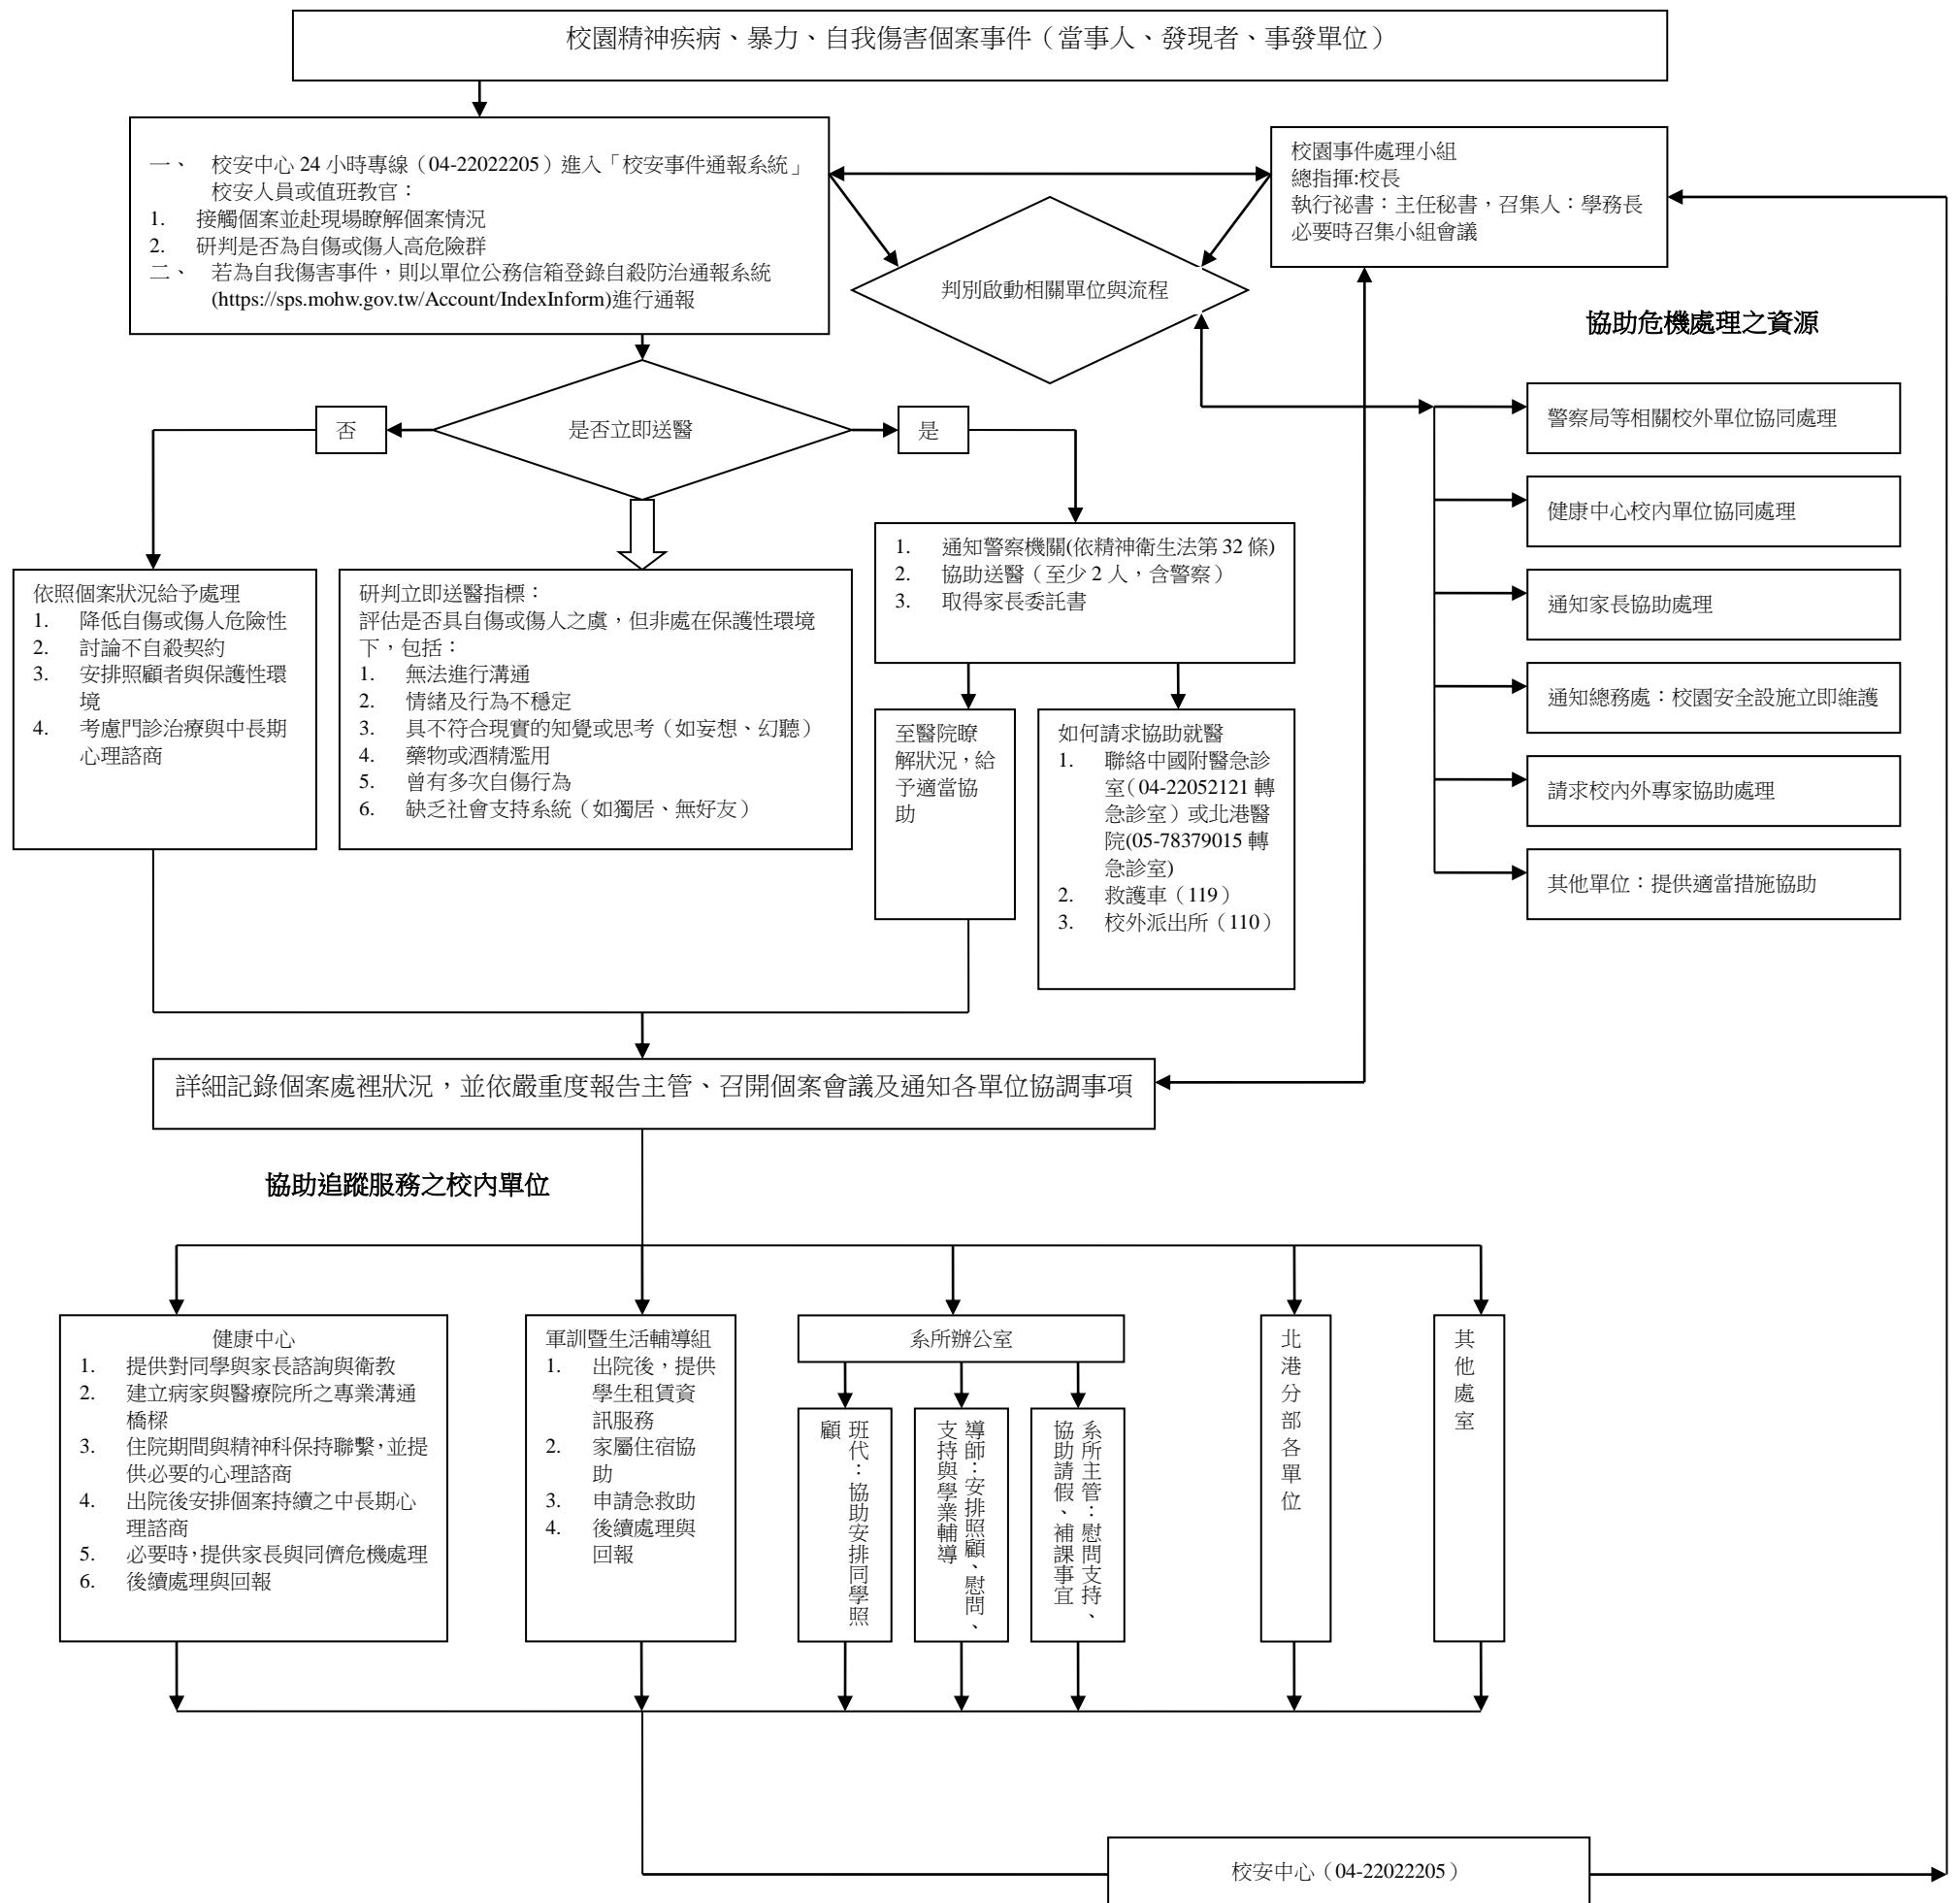 校園精神疾病、暴力、自我傷害個案事件（當事人、發現者、事發單位）
一、 校安中心 24 小時專線（04-22022205）進入「校安事件通報系統」
校安人員或值班教官：
1. 接觸個案並赴現場瞭解個案情況
2. 研判是否為自傷或傷人高危險群
二、 若為自我傷害事件，則以單位公務信箱登錄自殺防治通報系統
(https://sps.mohw.gov.tw/Account/IndexInform)進行通報
校園事件處理小組
總指揮:校長
執行祕書：主任秘書，召集人：學務長
必要時召集小組會議
判別啟動相關單位與流程
協助危機處理之資源
否
是否立即送醫
是
警察局等相關校外單位協同處理
健康中心校內單位協同處理
通知家長協助處理
通知總務處：校園安全設施立即維護
請求校內外專家協助處理
其他單位：提供適當措施協助
依照個案狀況給予處理
1. 降低自傷或傷人危險性
2. 討論不自殺契約
3. 安排照顧者與保護性環
境
4. 考慮門診治療與中長期
心理諮商
研判立即送醫指標：
評估是否具自傷或傷人之虞，但非處在保護性環境
下，包括：
1. 無法進行溝通
2. 情緒及行為不穩定
3. 具不符合現實的知覺或思考（如妄想、幻聽）
4. 藥物或酒精濫用
5. 曾有多次自傷行為
6. 缺乏社會支持系統（如獨居、無好友）
1. 通知警察機關(依精神衛生法第 32 條)
2. 協助送醫（至少 2 人，含警察）
3. 取得家長委託書
至醫院瞭
解狀況，給
予適當協
助
如何請求協助就醫
1. 聯絡中國附醫急診
室（04-22052121 轉
急診室）或北港醫
院(05-78379015 轉
急診室)
2. 救護車（119）
3. 校外派出所（110）
詳細記錄個案處裡狀況，並依嚴重度報告主管、召開個案會議及通知各單位協調事項
協助追蹤服務之校內單位
健康中心
1. 提供對同學與家長諮詢與衛教
2. 建立病家與醫療院所之專業溝通
橋樑
3. 住院期間與精神科保持聯繫，並提
供必要的心理諮商
4. 出院後安排個案持續之中長期心
理諮商
5. 必要時，提供家長與同儕危機處理
6. 後續處理與回報
軍訓暨生活輔導組
1. 出院後，提供
學生租賃資
訊服務
2. 家屬住宿協
助
3. 申請急救助
4. 後續處理與
回報
系所辦公室
班代：協助安排同學照
顧
導師：安排照顧、慰問、
支持與學業輔導
系所主管：慰問支持、
協助請假、補課事宜
北港分部各單位
其他處室
校安中心（04-22022205）